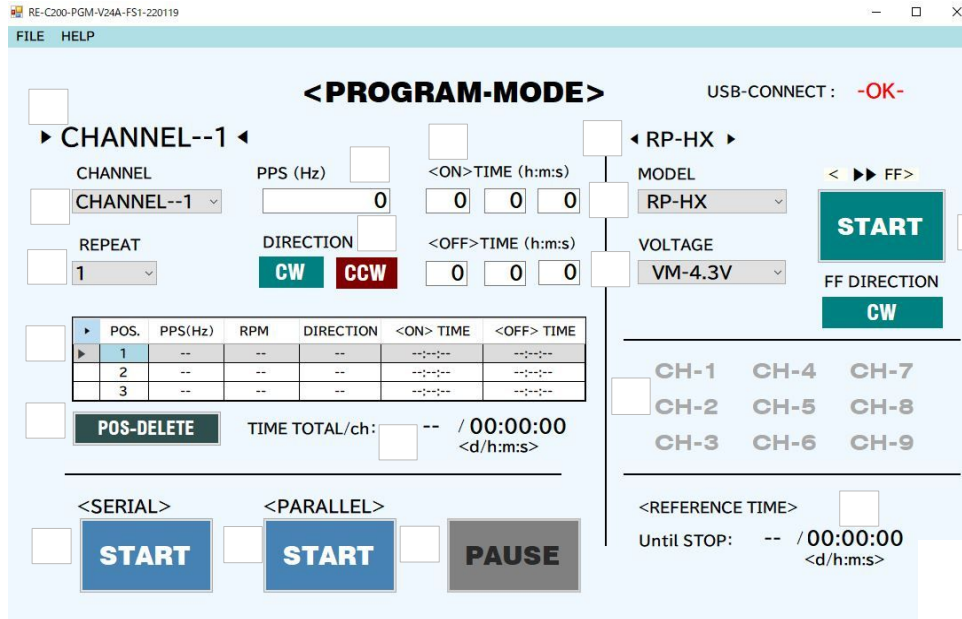 RE-C200-PGM-V24A-FS1-220119
FILE HELP
<PROGRAM-MODE>
USB-CONNECT : -OK-
CHANNEL--1
RP-HX
CHANNEL
PPS (Hz)
<ON>TIME (h:m:s)
MODEL
< FF>
CHANNEL--1
0
0 0 0
RP-HX
START
REPEAT
DIRECTION
<OFF>TIME (h:m:s)
VOLTAGE
1
CW CCW
0 0 0
VM-4.3V
FF DIRECTION
CW
POS. PPS(Hz) RPM DIRECTION <ON> TIME <OFF> TIME
1 -- -- -- --:--:-- --:--:--
2 -- -- -- --:--:-- --:--:--
3 -- -- -- --:--:-- --:--:--
CH-1 CH-4 CH-7
CH-2 CH-5 CH-8
CH-3 CH-6 CH-9
POS-DELETE
TIME TOTAL/ch: -- / 00:00:00
<d/h:m:s>
<SERIAL>
<PARALLEL>
START
START
PAUSE
<REFERENCE TIME>
Until STOP: -- / 00:00:00
<d/h:m:s>